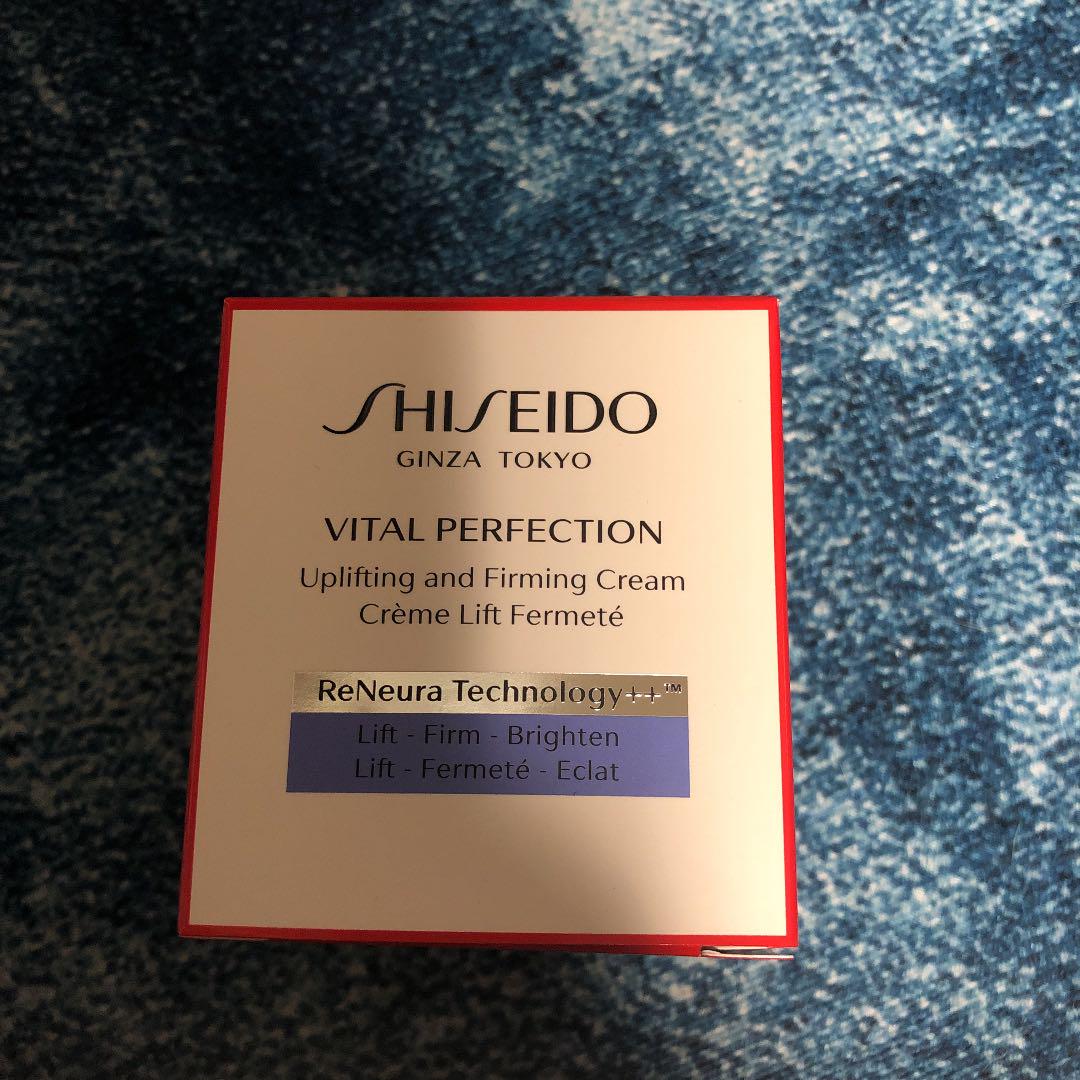 SHISEIDO
GINZA TOKYO
VITAL PERFECTION
Uplifting and Firming Cream
Crème Lift Fermeté
ReNeura Technology++™
Lift - Firm - Brighten
Lift - Fermeté - Eclat